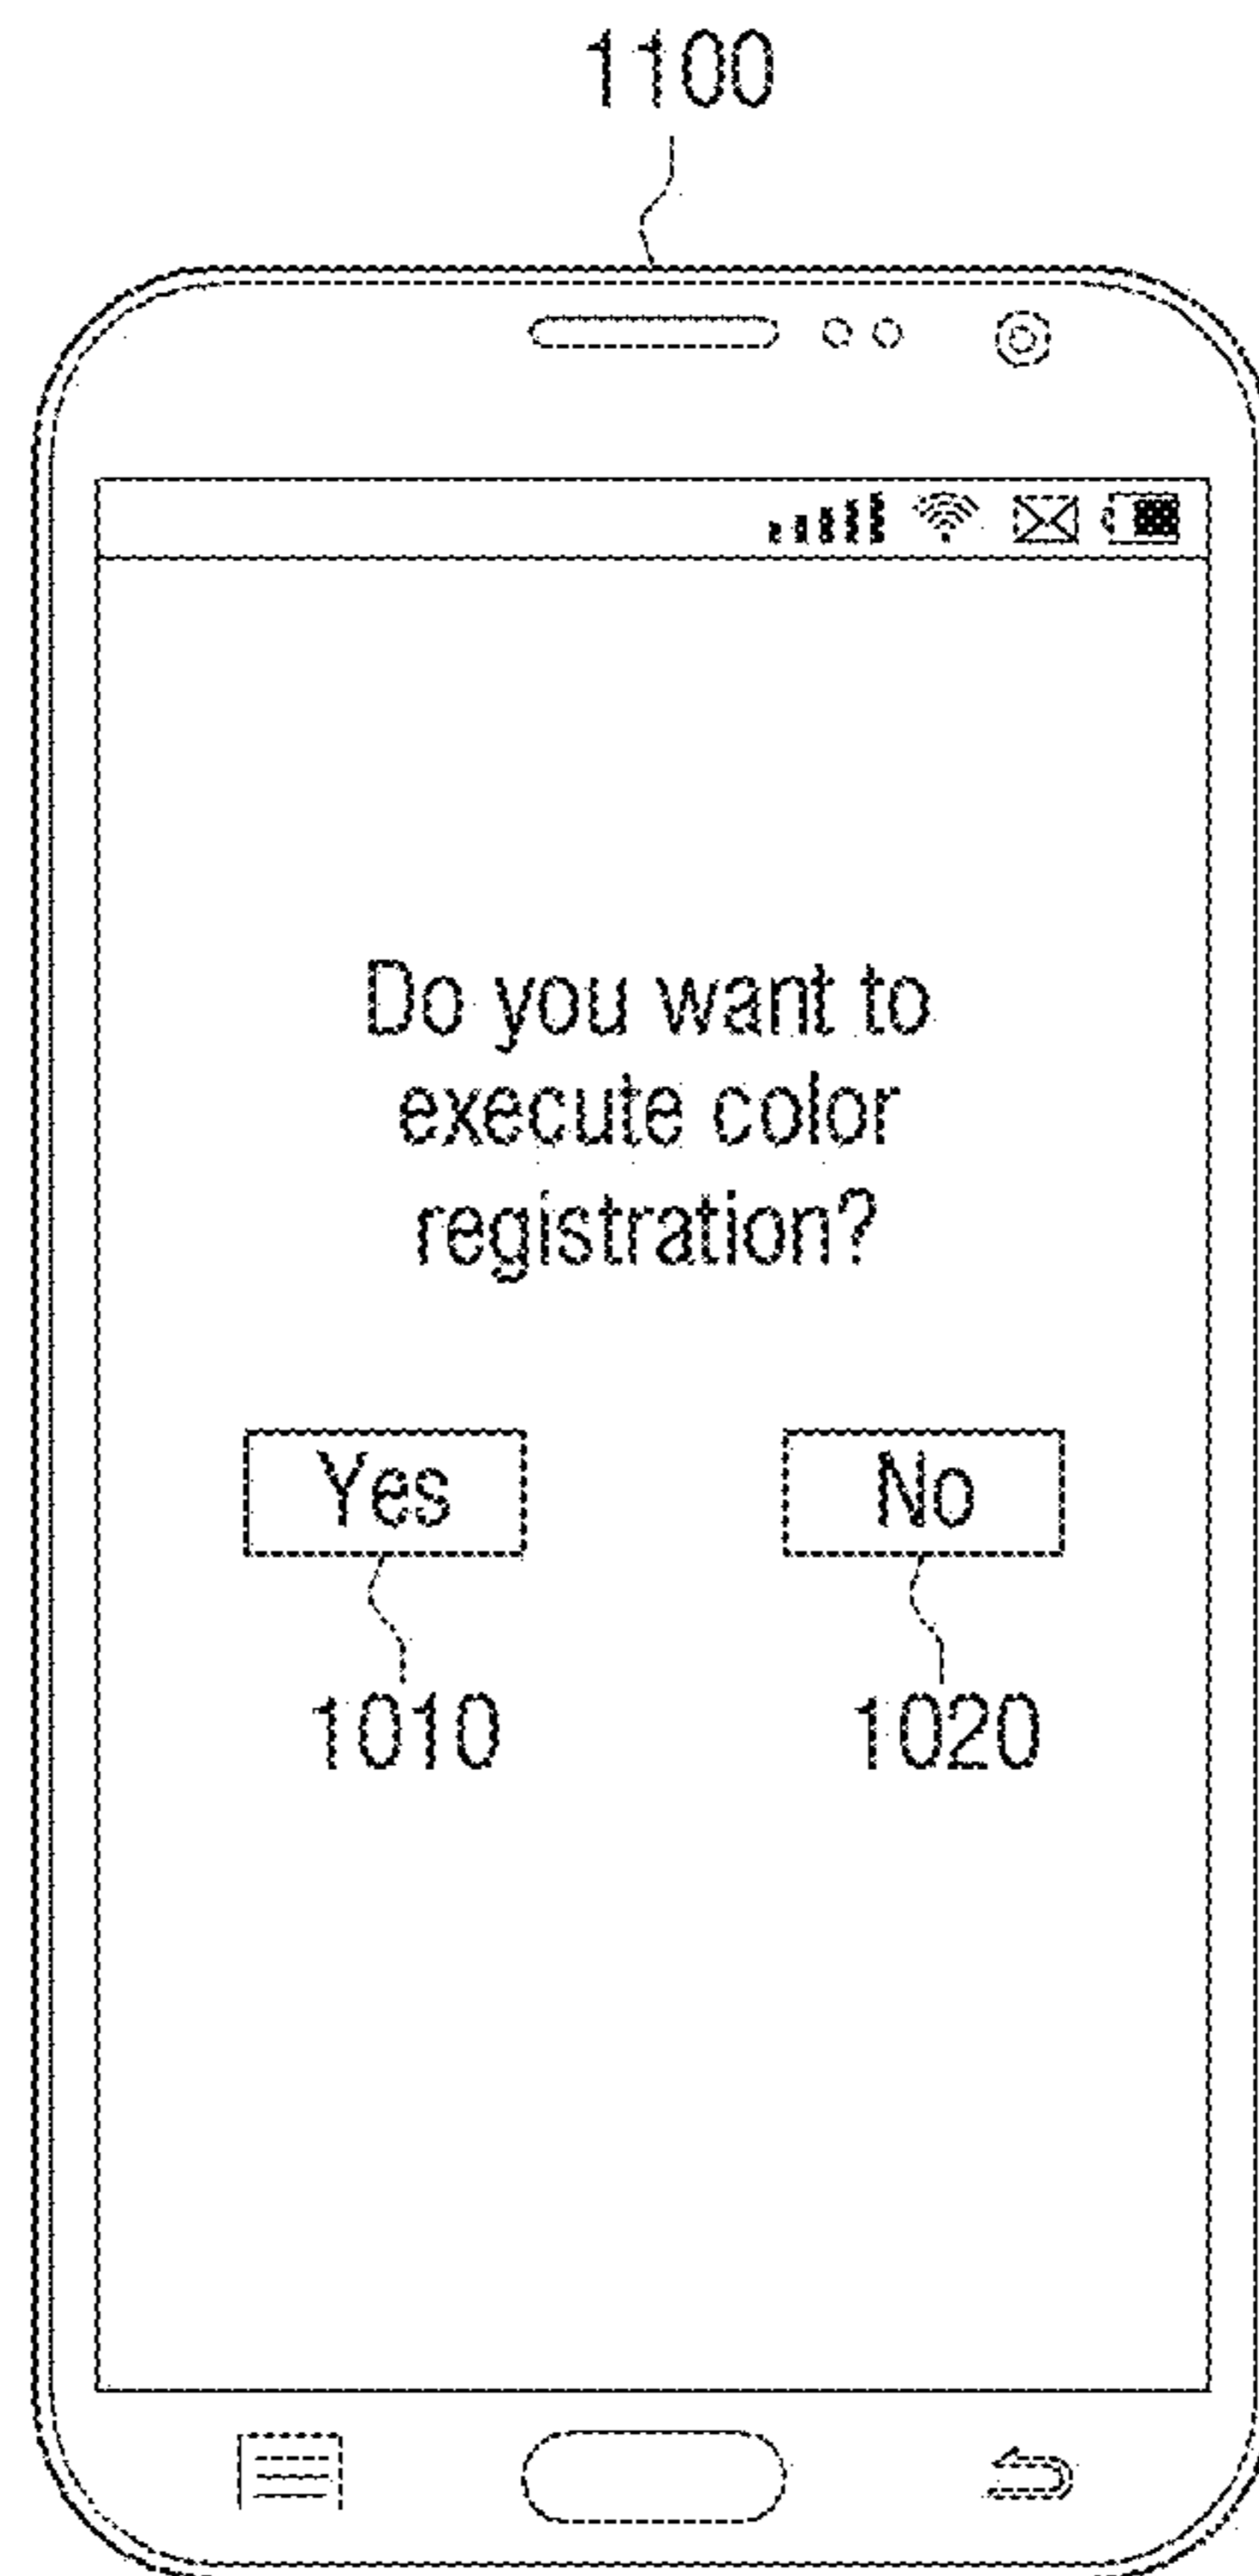 1100
Do you want to
execute color
registration?
Yes No
1010 1020